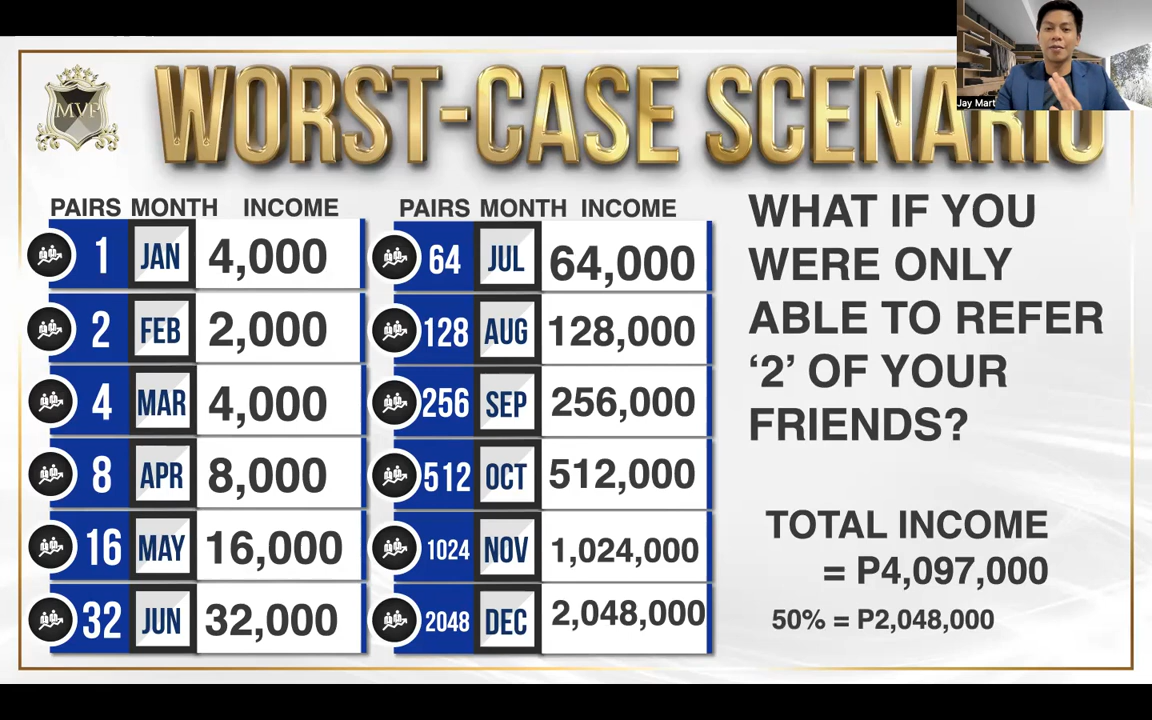 MVP
WORST-CASE SCENARIO
Jay Mart
PAIRS MONTH INCOME
1 JAN 4,000
2 FEB 2,000
4 MAR 4,000
8 APR 8,000
16 MAY 16,000
32 JUN 32,000
PAIRS MONTH INCOME
64 JUL 64,000
128 AUG 128,000
256 SEP 256,000
512 OCT 512,000
1024 NOV 1,024,000
2048 DEC 2,048,000
WHAT IF YOU
WERE ONLY
ABLE TO REFER
‘2’ OF YOUR
FRIENDS?
TOTAL INCOME
= P4,097,000
50% = P2,048,000